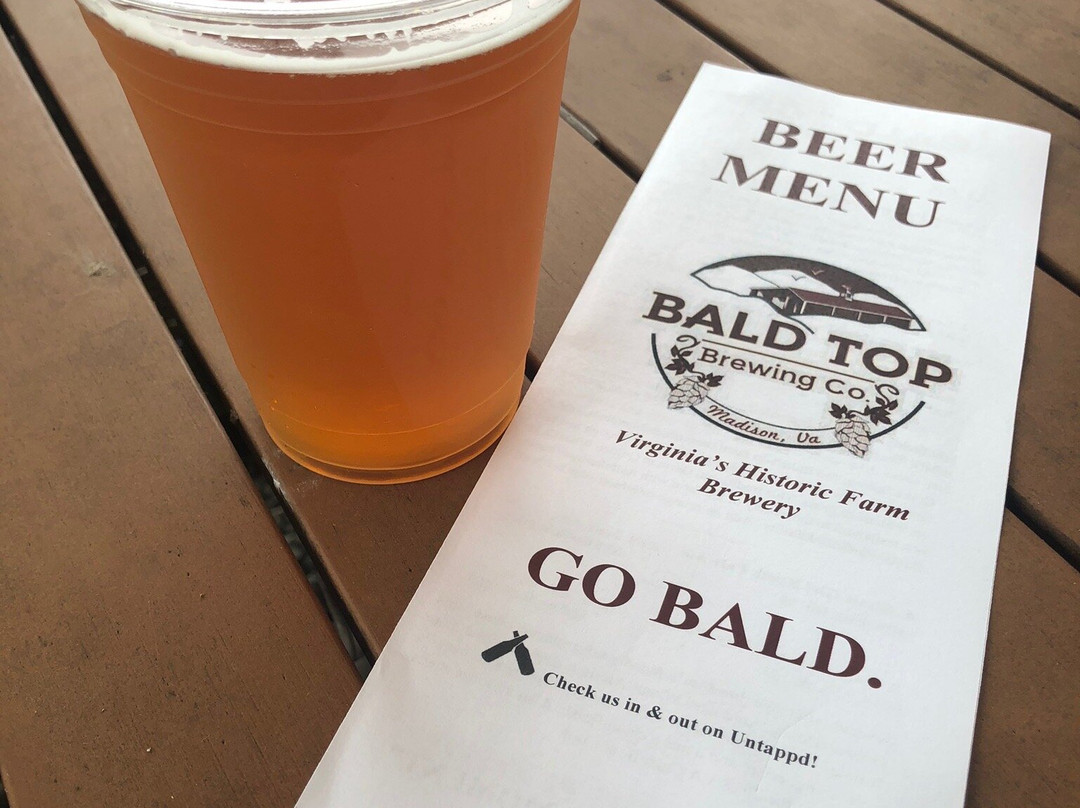 BEER
MENU
BALD TOP
Brewing Co.
Madison, Va
Virginia's Historic Farm
Brewery
GO BALD.
Check us in & out on Untappd!